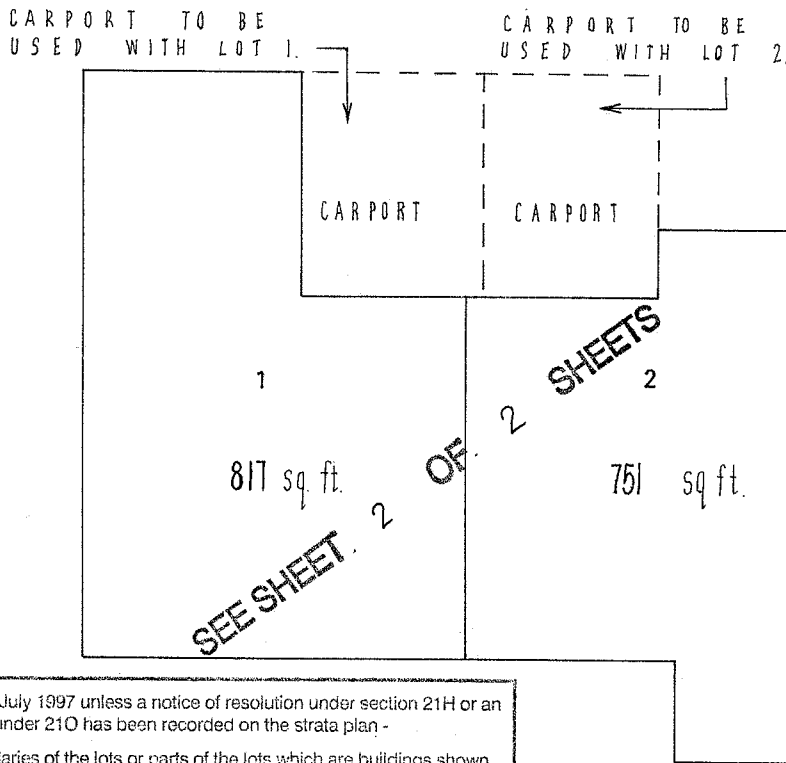 CARPORT TO BE
USED WITH LOT 1.
CARPORT TO BE
USED WITH LOT 2.
CARPORT
CARPORT
1
2
817 sq. ft.
751 sq ft.
SEE SHEET. 2 OF. 2 SHEETS
July 1997 unless a notice of resolution under section 21H or an
under 21O has been recorded on the strata plan -
aries of the lots or parts of the lots which are buildings shown